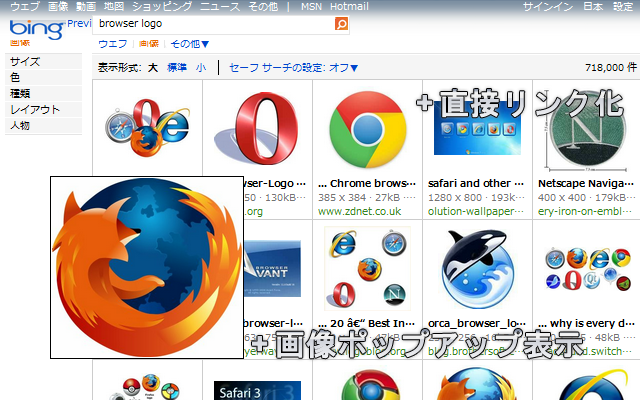 ウェブ 画像 動画 地図 ショッピング ニュース その他 | MSN Hotmail サインイン 日本 設定
bing Previ browser logo
画像 ウェブ 画像 その他▼
サイズ 表示形式: 大 標準 小 セーフ サーチの設定: オフ▼ 718,000 件
色
種類
レイアウト
人物
+直接リンク化
wser-Logo ... ... Chrome brows... safari and other ... Netscape Naviga...
50 · 130kB... 385 x 384 · 27kB ... 1280 x 800 · 193k... 400 x 400 · 179kB...
.org www.zdnet.co.uk olution-wallpaper... ery-iron-on-embl...
BROWSER
VANT
browser-l... ... 20 â€" Best In... orca_browser_lo... ... why is every d...
48kB
+画像ポップアップ表示
Safari 3